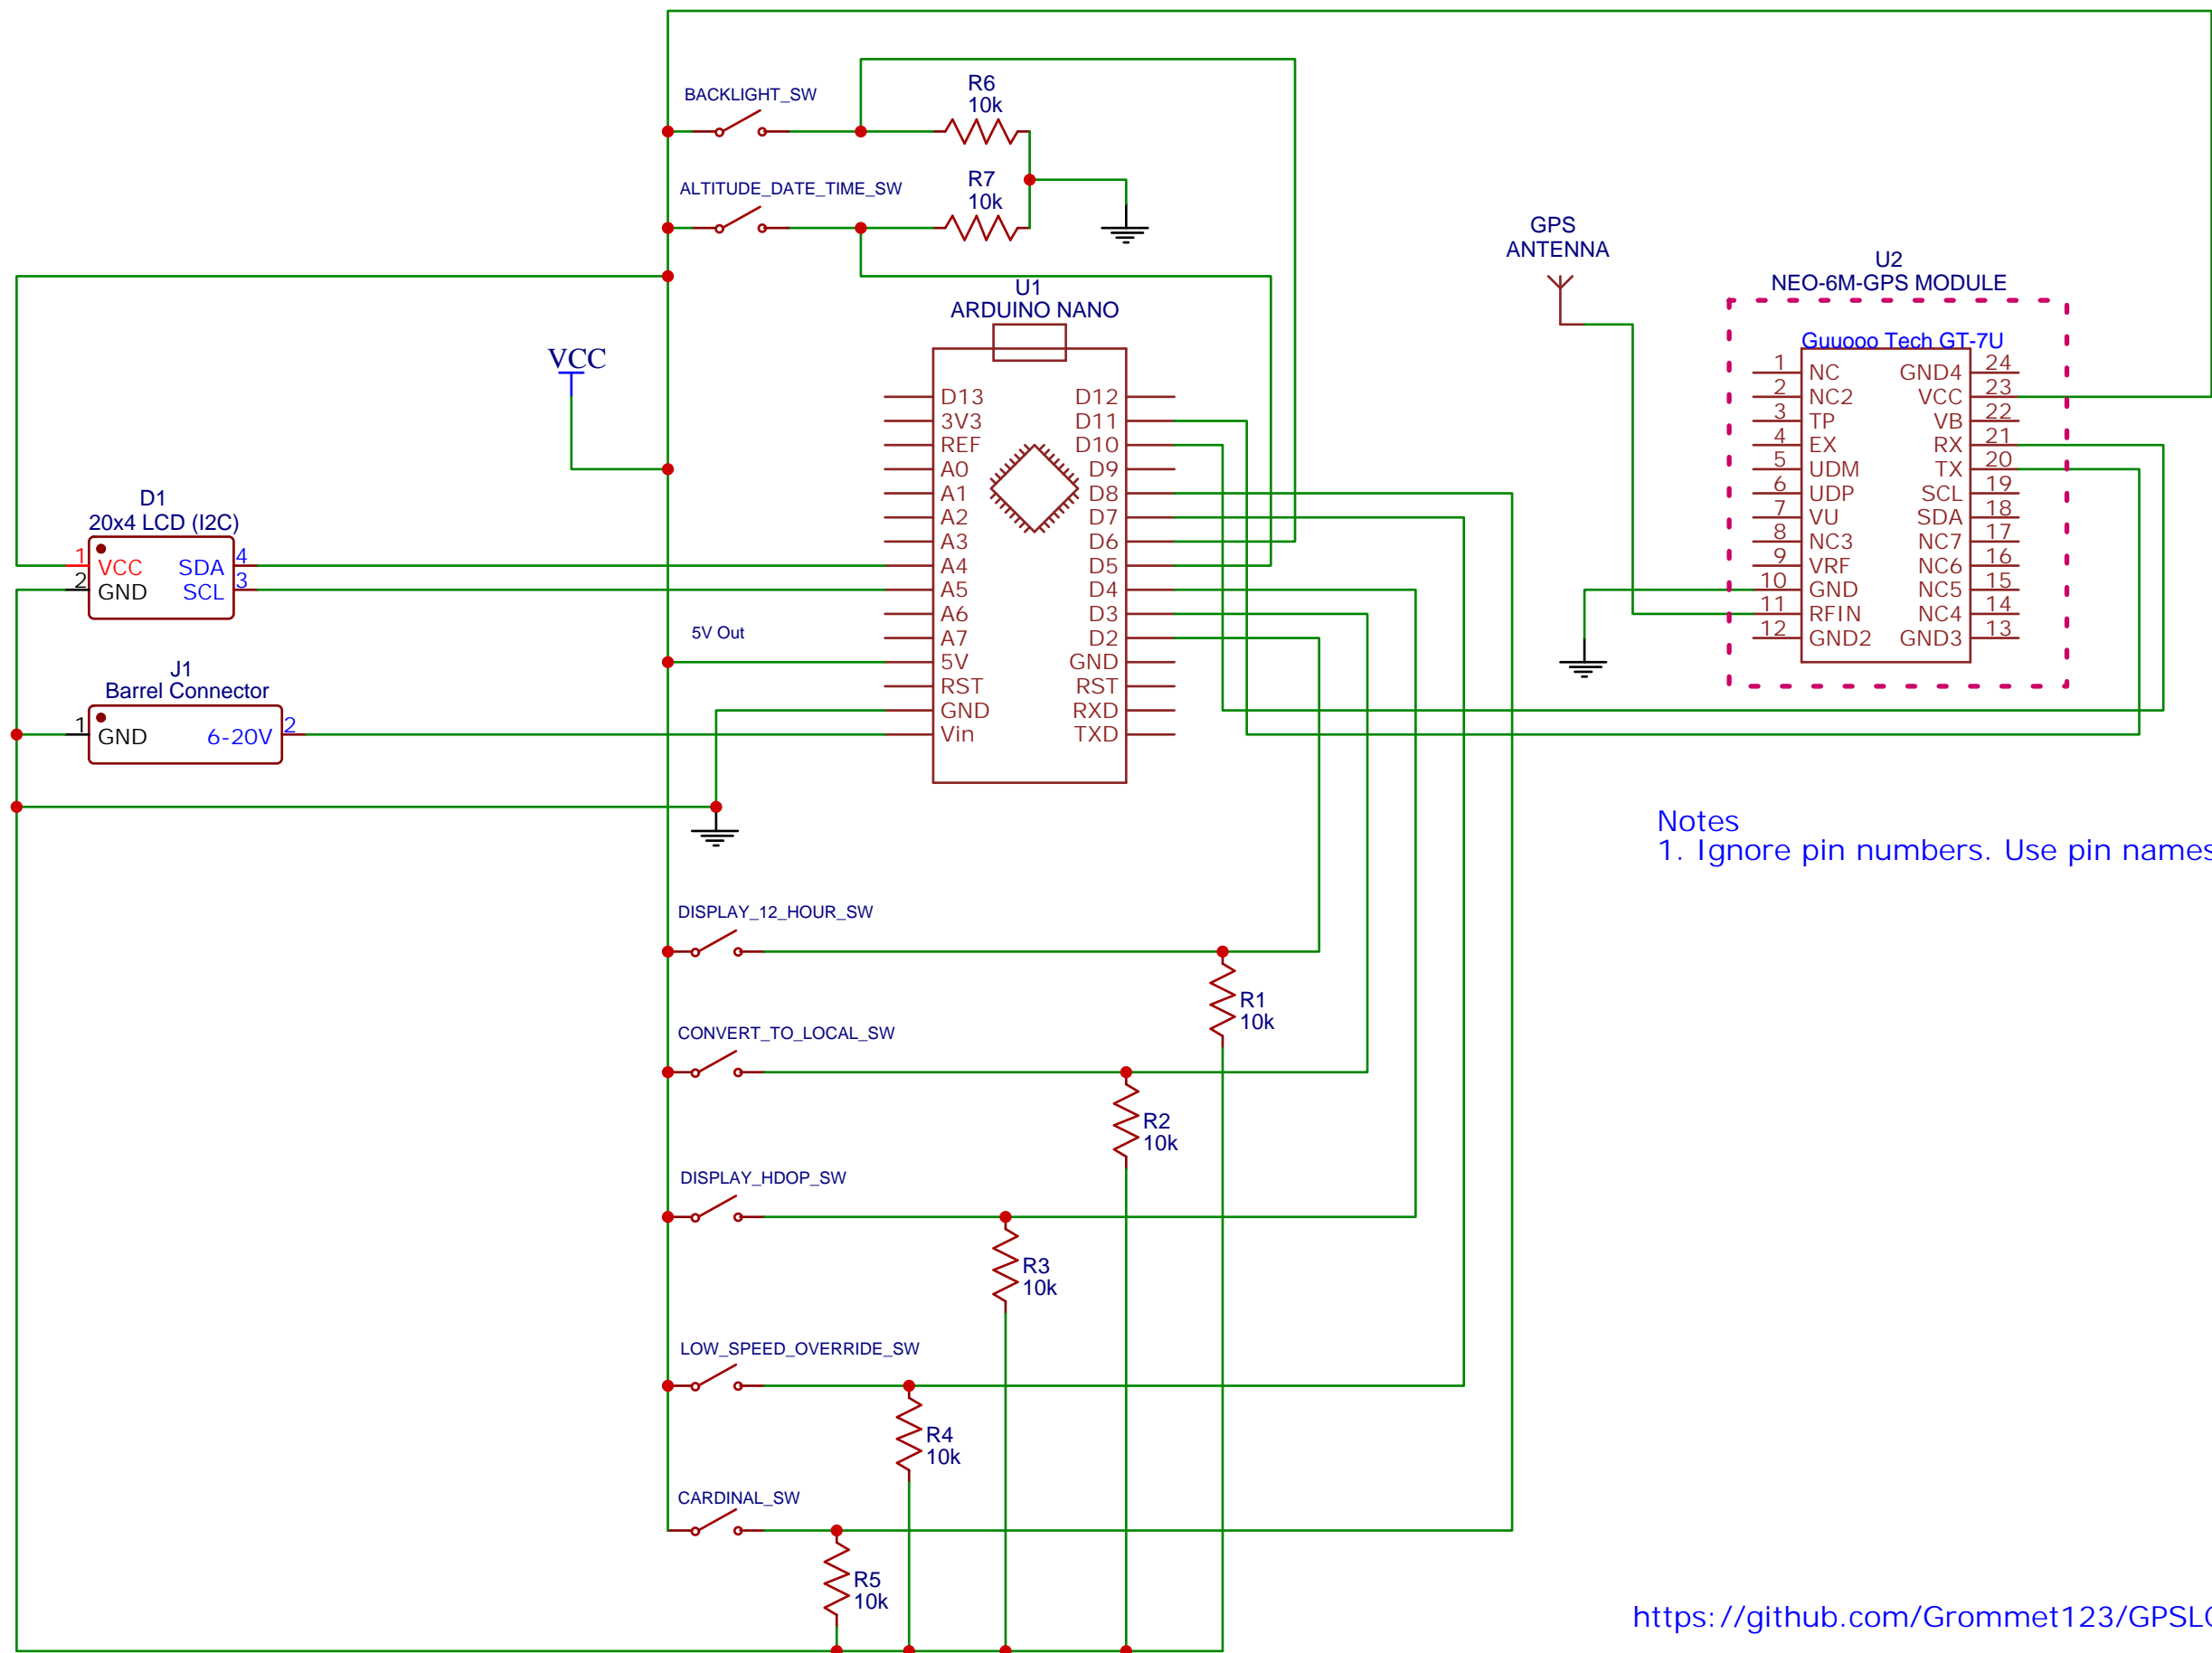 BACKLIGHT_SW
R6
10k
ALTITUDE_DATE_TIME_SW
R7
10k
GPS
ANTENNA
U2
NEO-6M-GPS MODULE
Guuooo Tech GT-7U
1 NC
2 NC2
3 TP
4 EX
5 UDM
6 UDP
7 VU
8 NC3
9 VRF
10 GND
11 RFIN
12 GND2
GND4 24
VCC 23
VB 22
RX 21
TX 20
SCL 19
SDA 18
NC7 17
NC6 16
NC5 15
NC4 14
GND3 13
U1
ARDUINO NANO
D13
3V3
REF
A0
A1
A2
A3
A4
A5
A6
A7
5V
RST
GND
Vin
D12
D11
D10
D9
D8
D7
D6
D5
D4
D3
D2
GND
RST
RXD
TXD
VCC
5V Out
D1
20x4 LCD (I2C)
1 VCC SDA 4
2 GND SCL 3
J1
Barrel Connector
1 GND 6-20V 2
Notes
1. Ignore pin numbers. Use pin names
DISPLAY_12_HOUR_SW
R1
10k
CONVERT_TO_LOCAL_SW
R2
10k
DISPLAY_HDOP_SW
R3
10k
LOW_SPEED_OVERRIDE_SW
R4
10k
CARDINAL_SW
R5
10k
https://github.com/Grommet123/GPSL